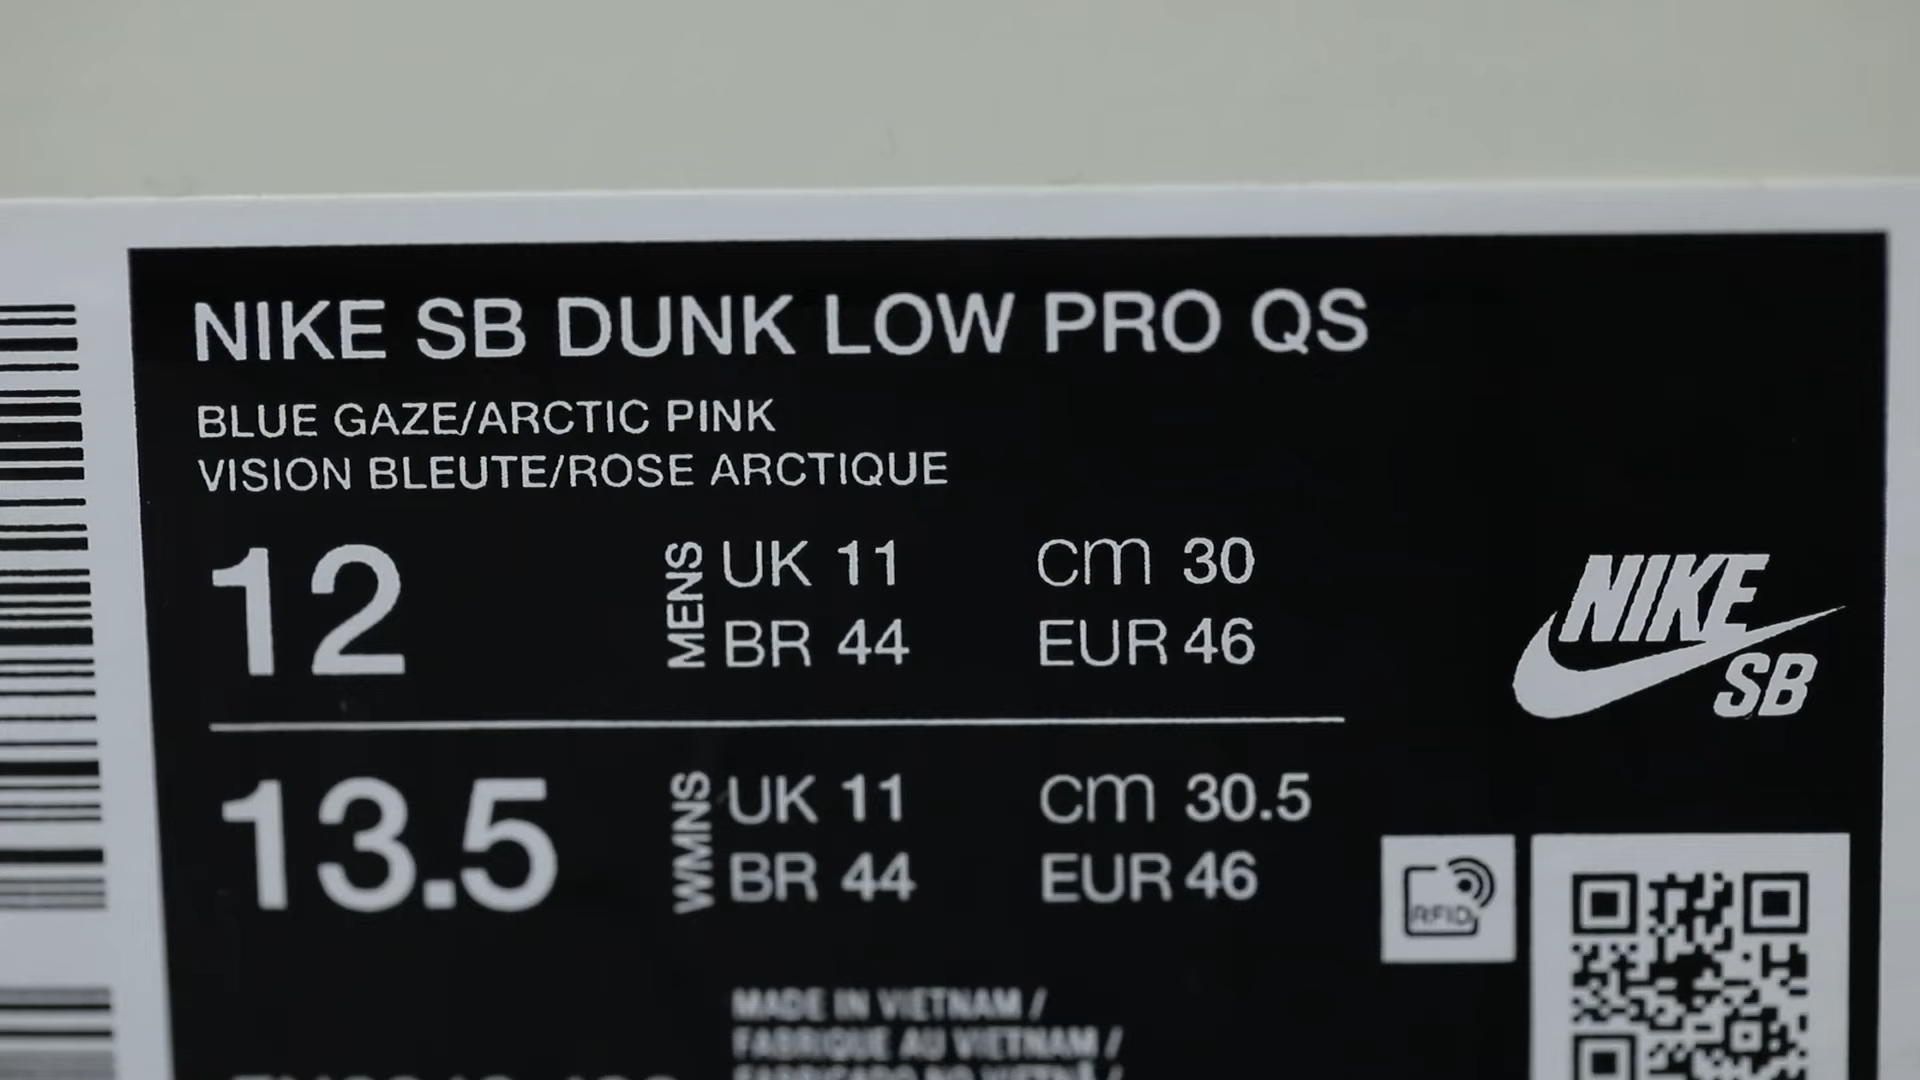 NIKE SB DUNK LOW PRO QS
BLUE GAZE/ARCTIC PINK
VISION BLEUTE/ROSE ARCTIQUE
12 MENS UK 11 cm 30
BR 44 EUR 46
NIKE SB
13.5 WMNS UK 11 cm 30.5
BR 44 EUR 46
RFID
MADE IN VIETNAM /
FABRIQUE AU VIETNAM /